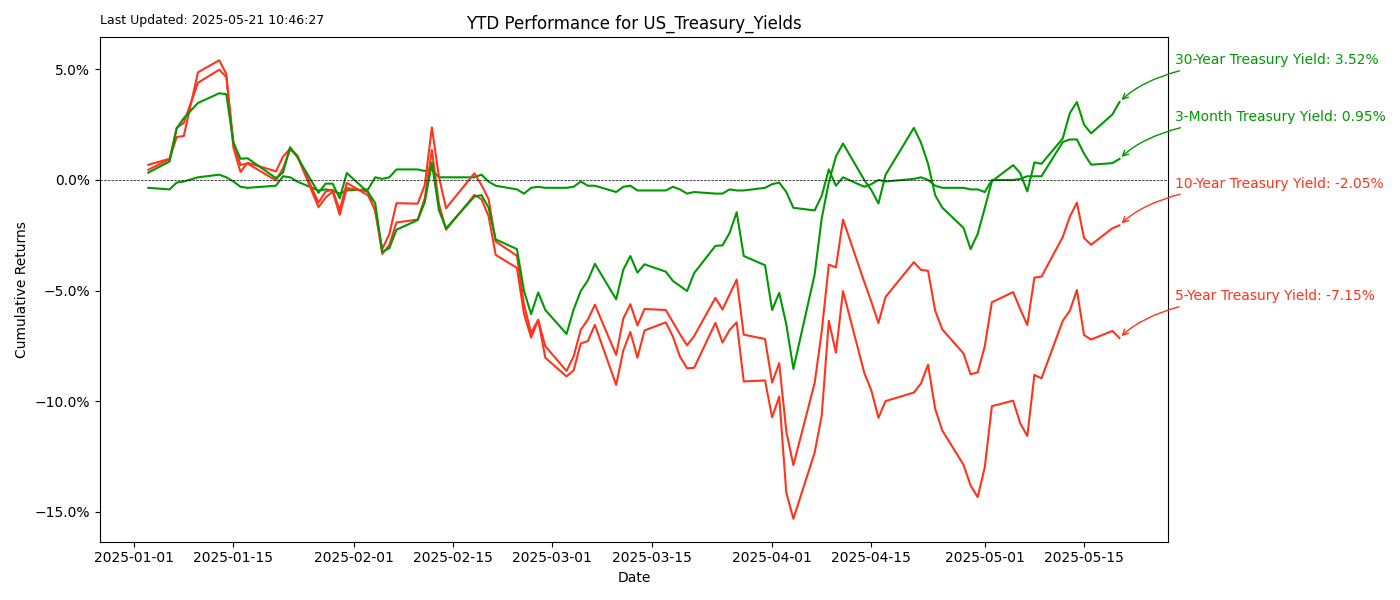 Last Updated: 2025-05-21 10:46:27
YTD Performance for US_Treasury_Yields
5.0%
0.0%
−5.0%
−10.0%
−15.0%
Cumulative Returns
30-Year Treasury Yield: 3.52%
3-Month Treasury Yield: 0.95%
10-Year Treasury Yield: -2.05%
5-Year Treasury Yield: -7.15%
2025-01-01 2025-01-15 2025-02-01 2025-02-15 2025-03-01 2025-03-15 2025-04-01 2025-04-15 2025-05-01 2025-05-15
Date